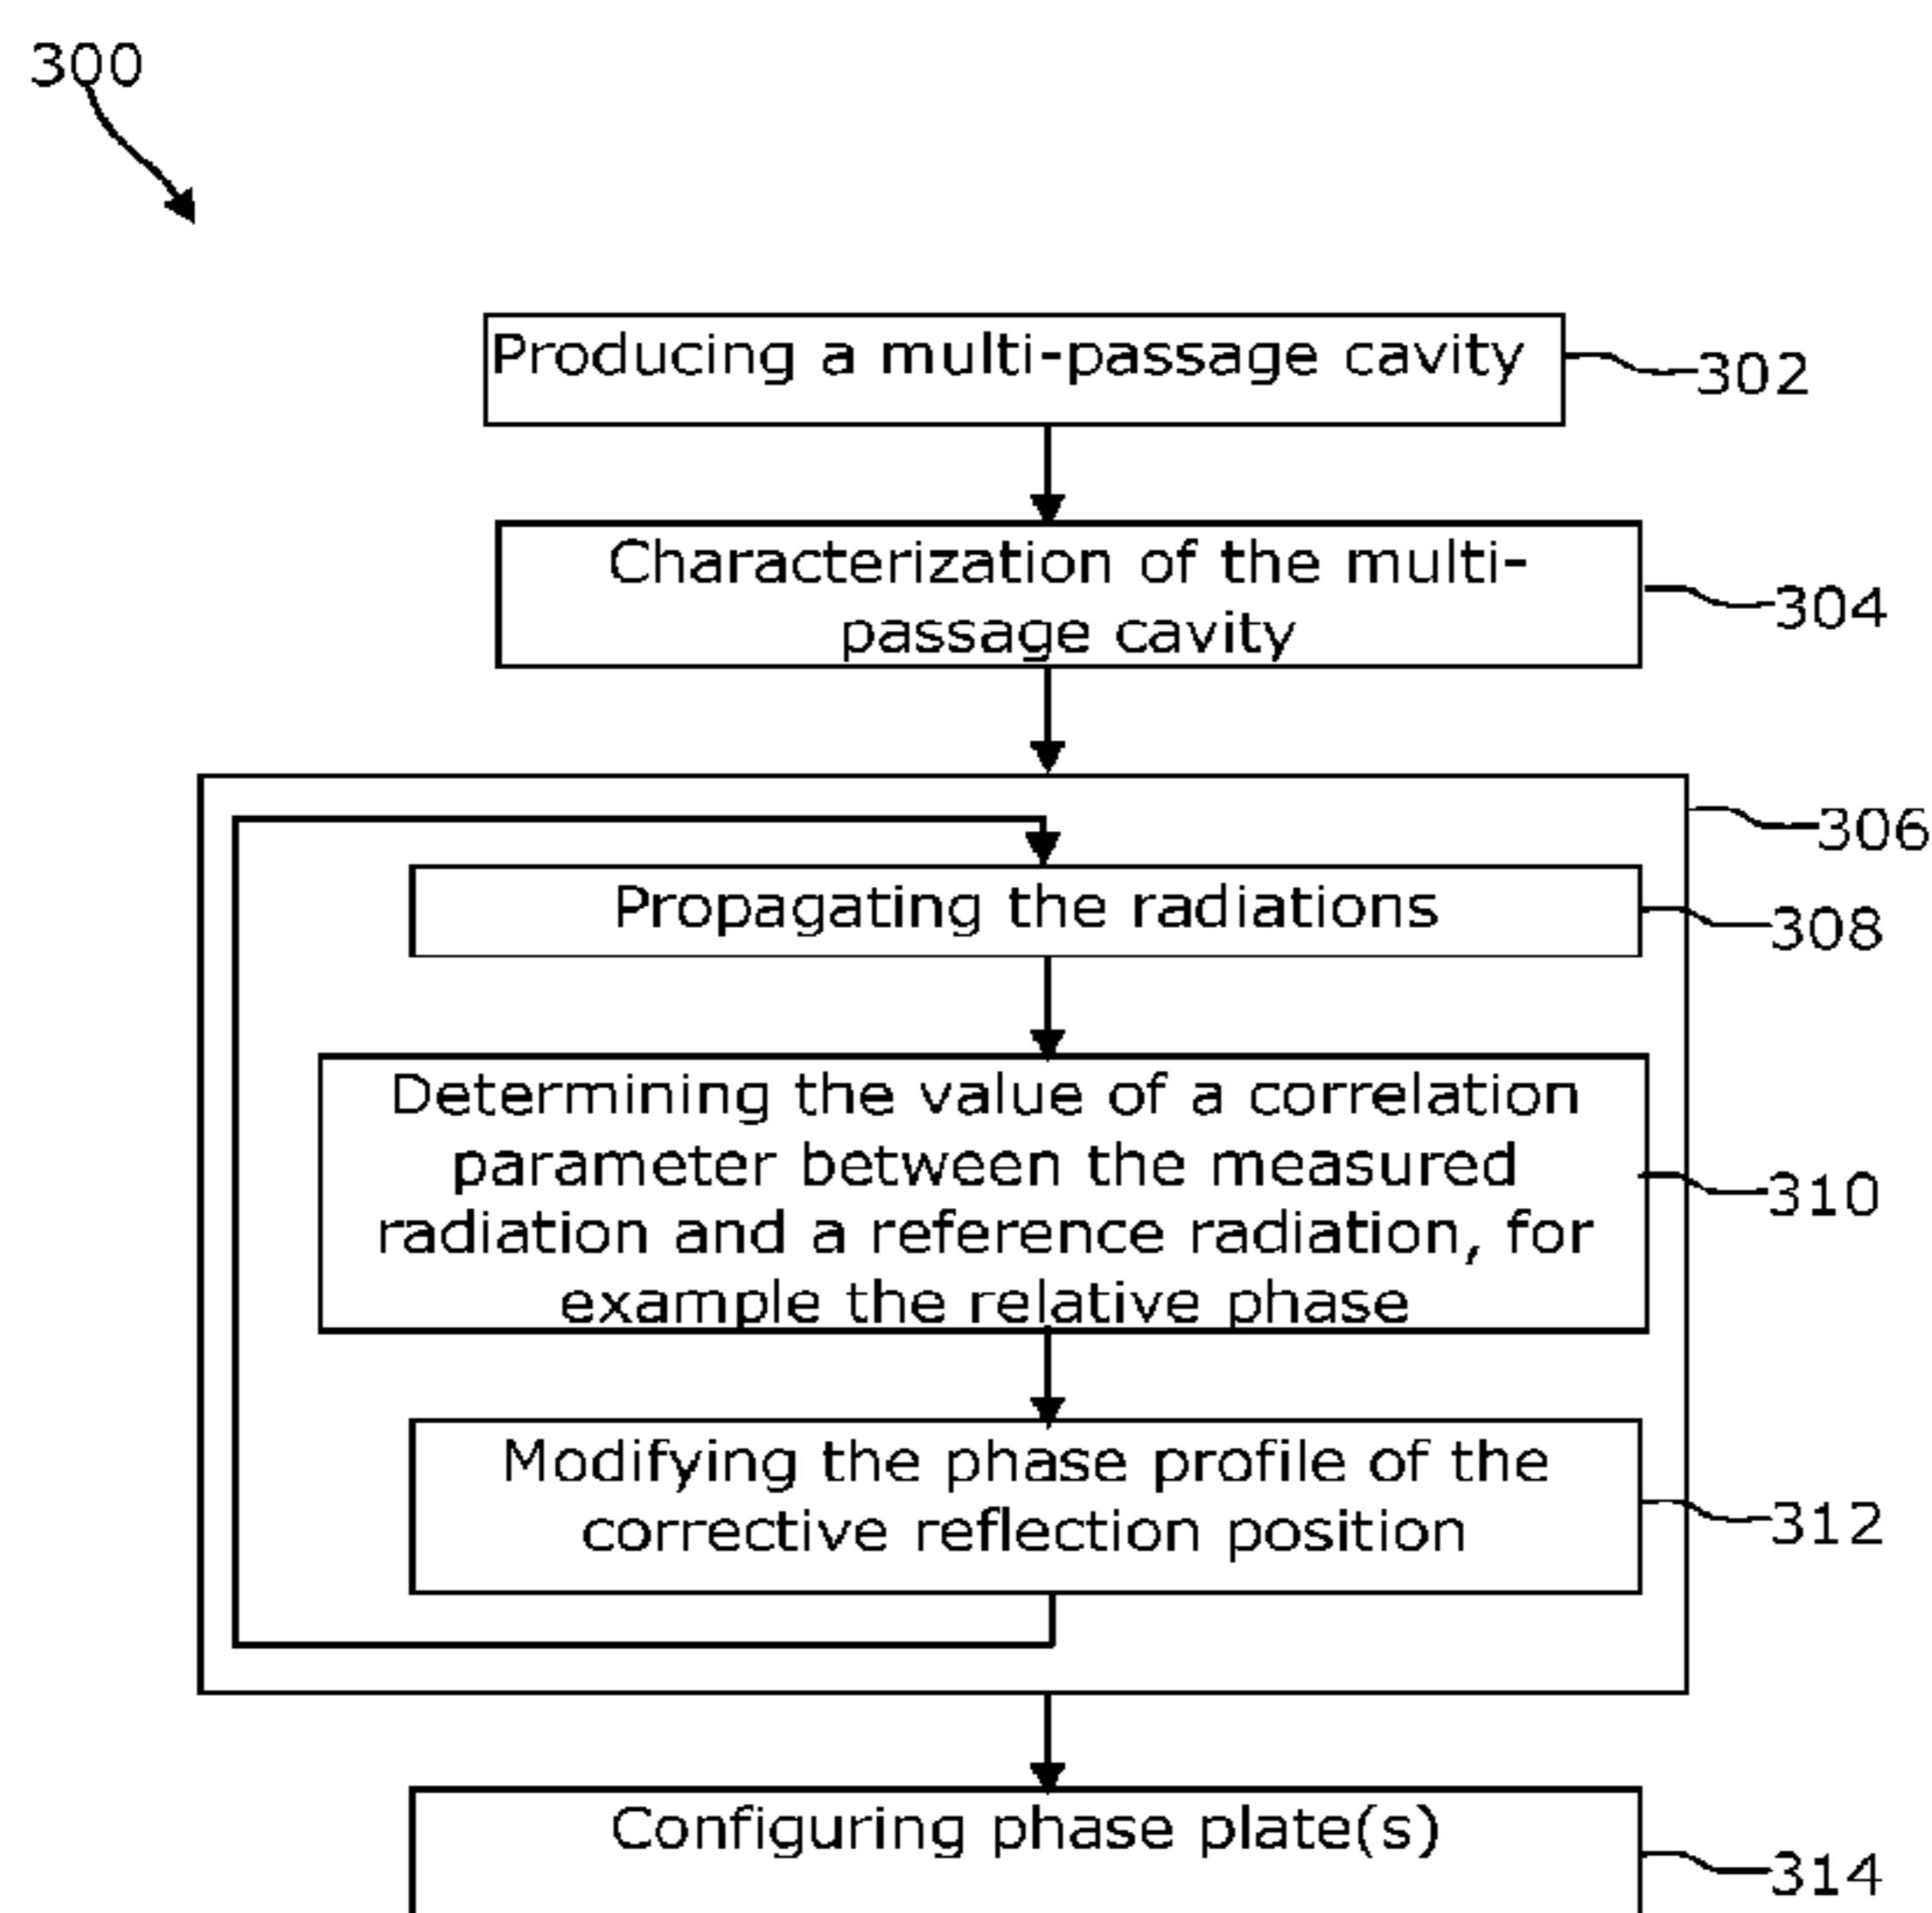 300
Producing a multi-passage cavity
302
Characterization of the multi-
passage cavity
304
306
Propagating the radiations
308
Determining the value of a correlation
parameter between the measured
radiation and a reference radiation, for
example the relative phase
310
Modifying the phase profile of the
corrective reflection position
312
Configuring phase plate(s)
314